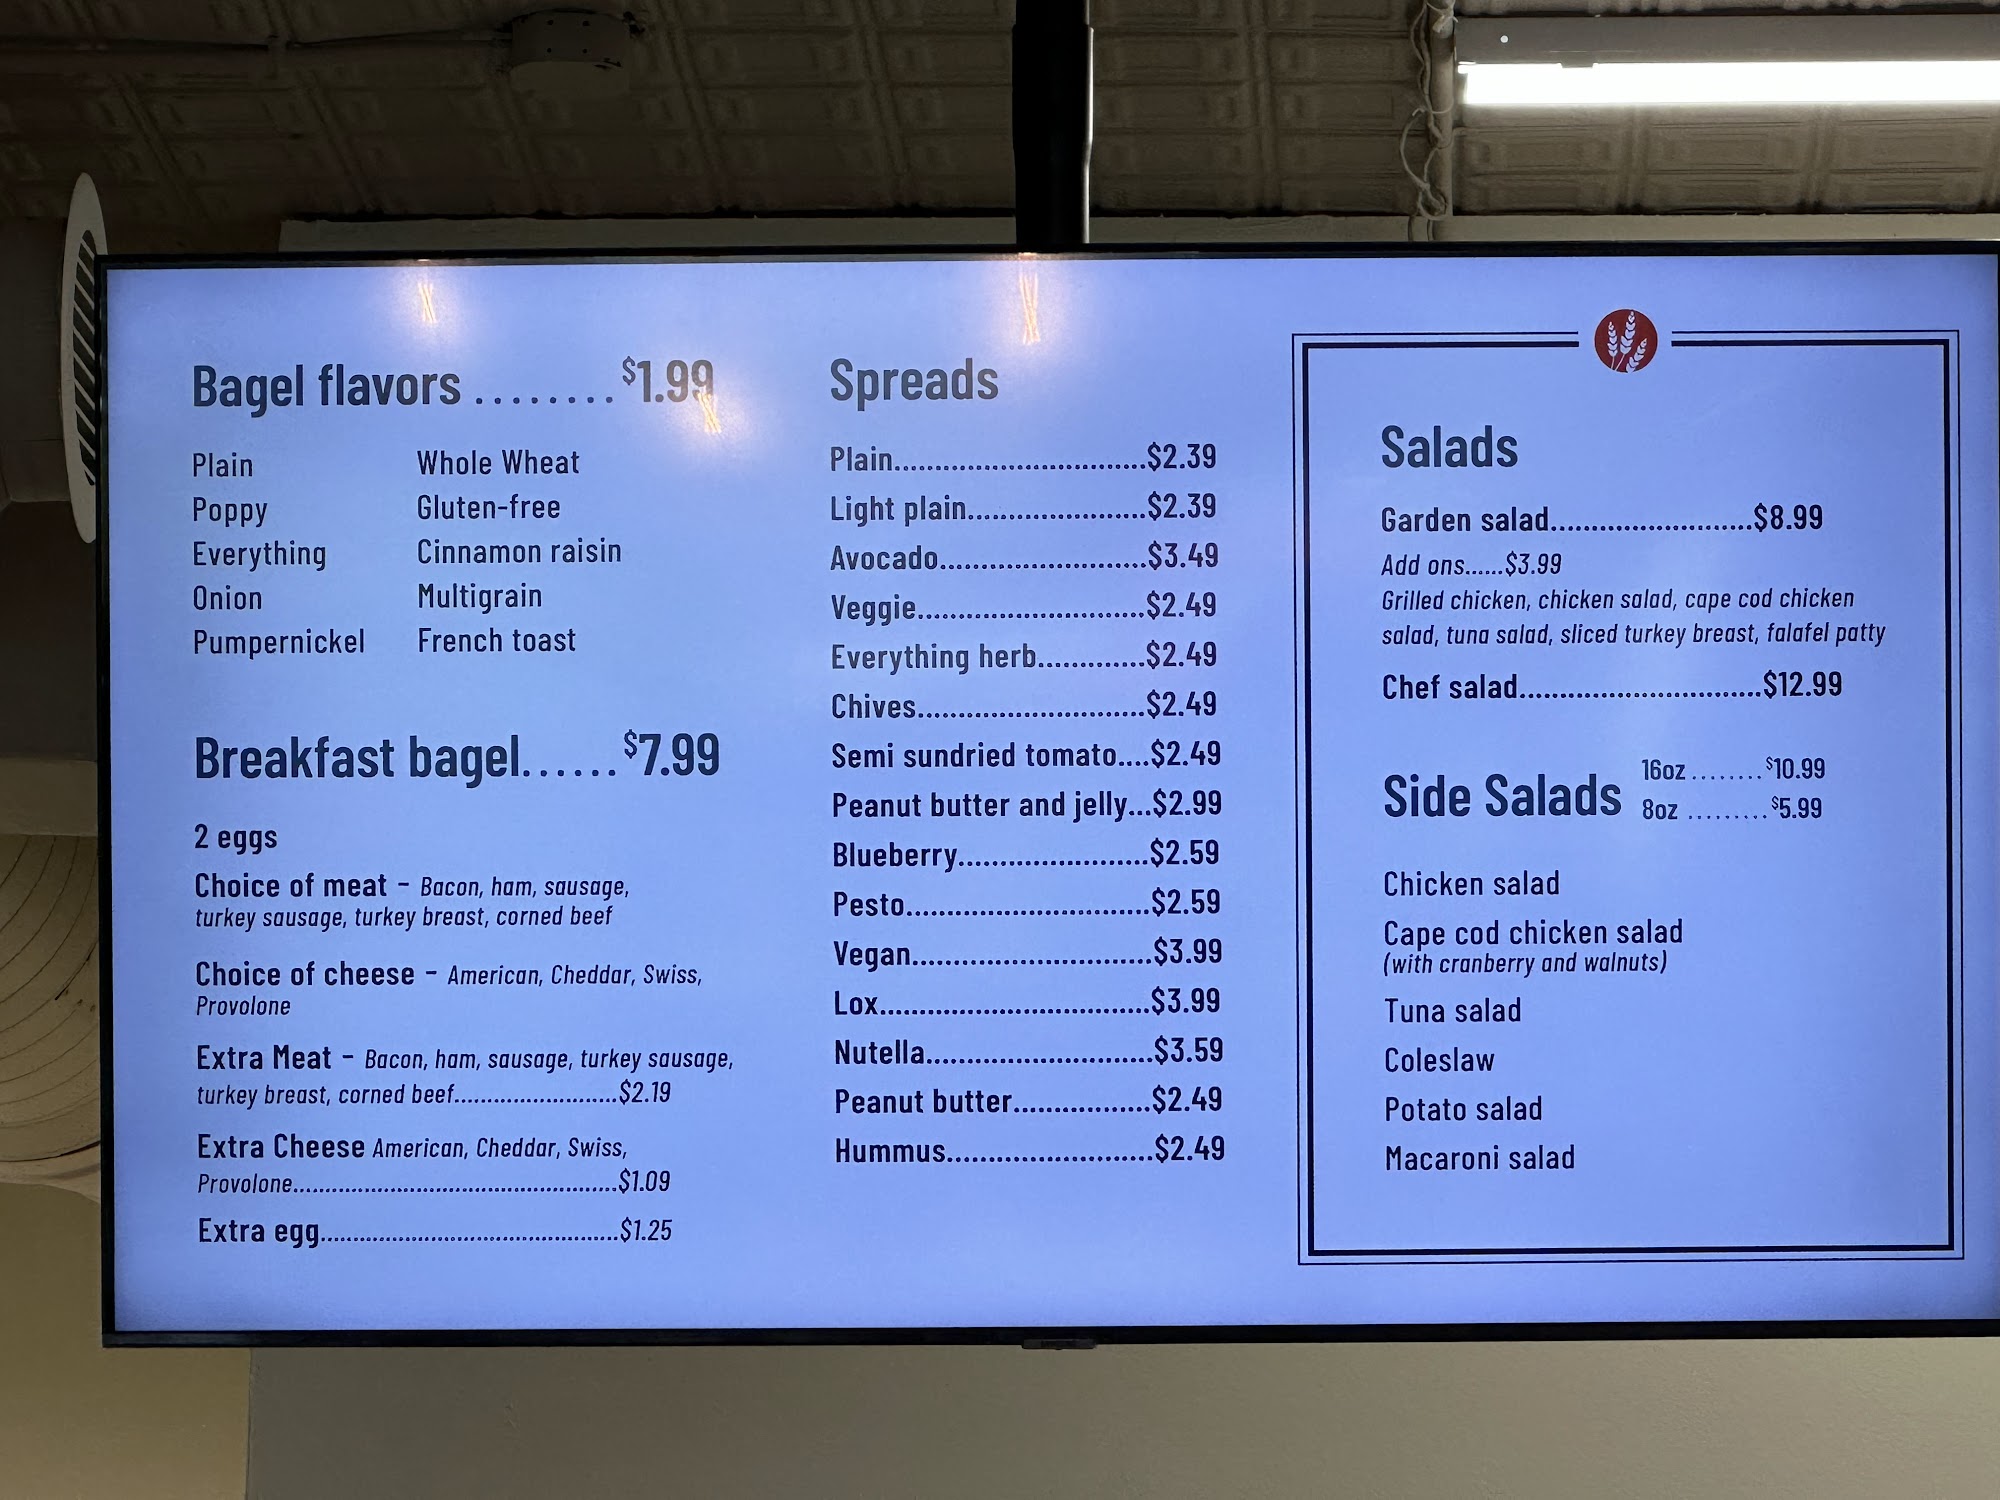 Bagel flavors ........ $1.99
Plain
Poppy
Everything
Onion
Pumpernickel
Whole Wheat
Gluten-free
Cinnamon raisin
Multigrain
French toast
Breakfast bagel...... $7.99
2 eggs
Choice of meat - Bacon, ham, sausage,
turkey sausage, turkey breast, corned beef
Choice of cheese - American, Cheddar, Swiss,
Provolone
Extra Meat - Bacon, ham, sausage, turkey sausage,
turkey breast, corned beef.........................$2.19
Extra Cheese American, Cheddar, Swiss,
Provolone.................................................$1.09
Extra egg..............................................$1.25
Spreads
Plain...............................$2.39
Light plain......................$2.39
Avocado.........................$3.49
Veggie............................$2.49
Everything herb.............$2.49
Chives............................$2.49
Semi sundried tomato....$2.49
Peanut butter and jelly...$2.99
Blueberry.......................$2.59
Pesto..............................$2.59
Vegan.............................$3.99
Lox.................................$3.99
Nutella...........................$3.59
Peanut butter.................$2.49
Hummus.........................$2.49
Salads
Garden salad.........................$8.99
Add ons......$3.99
Grilled chicken, chicken salad, cape cod chicken
salad, tuna salad, sliced turkey breast, falafel patty
Chef salad..............................$12.99
Side Salads
16oz ........ $10.99
8oz ......... $5.99
Chicken salad
Cape cod chicken salad
(with cranberry and walnuts)
Tuna salad
Coleslaw
Potato salad
Macaroni salad